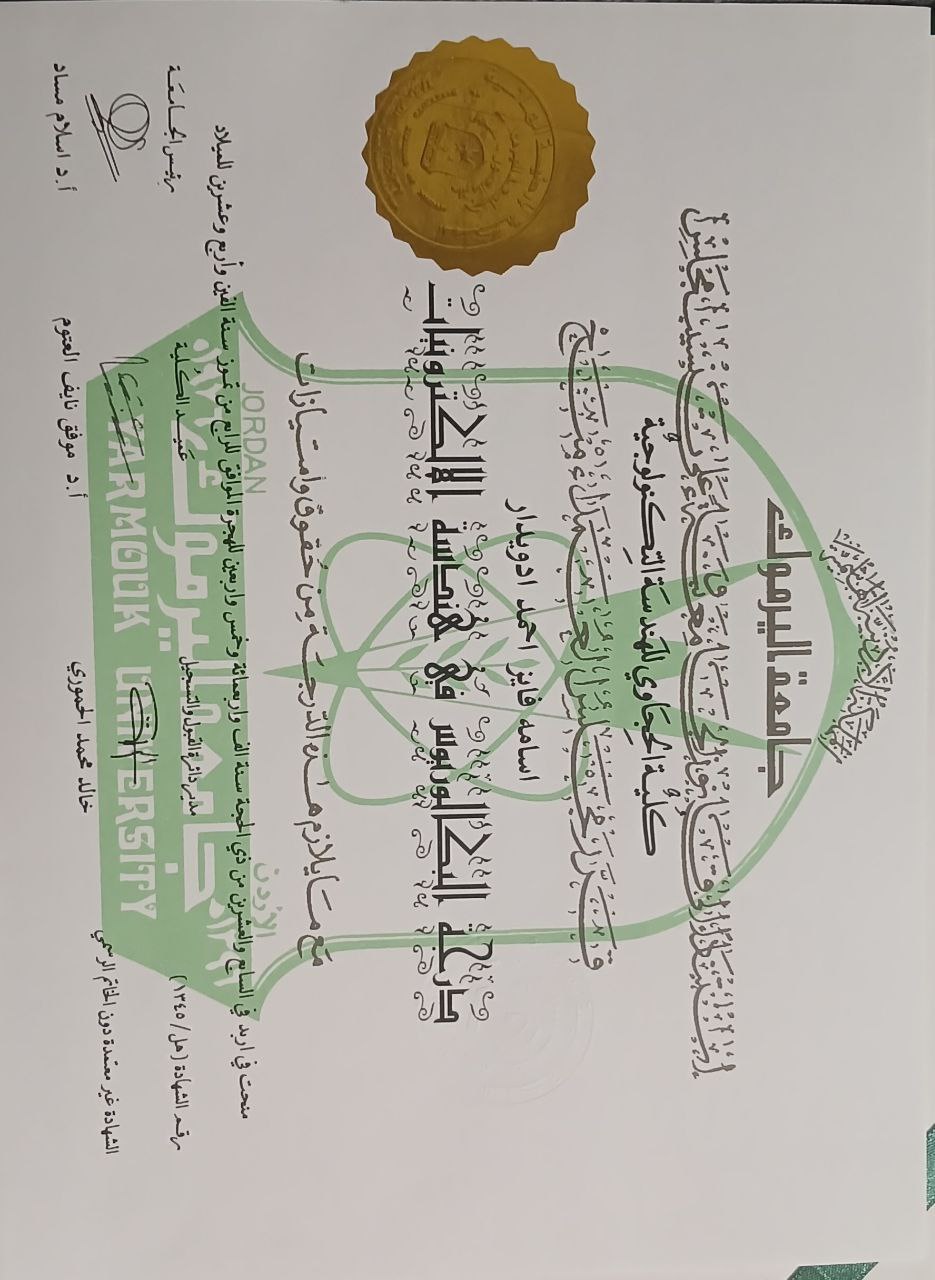 المملكة الأردنية الهاشمية
جامعة اليرموك
إستناداً إلى قانون الجامعة وبناءً على تنسيب مجلس
كلية الحجاوي للهندسة التكنولوجية
قرر مجلس العمداء منح
اسامه فايز احمد ادويدار
درجة البكالوريوس في هندسة الالكترونيات
مع ما يلازم هذه الدرجة من حقوق وامتيازات
JORDAN الأردن
منحت في اربد في السابع والعشرين من ذي الحجة سنة الف واربعمائة وخمس واربعين للهجرة الموافق للرابع من تموز سنة الفين وأربع وعشرين للميلاد
١٣٩٦ جامعة اليرموك ١٩٧٦
YARMOUK UNIVERSITY
رقم الشهادة (هل / ١٣٤٥)
مدير دائرة القبول والتسجيل
عميد الكلية
رئيس الجامعة
الشهادة غير معتمدة دون الخاتم الرسمي
خالد محمد الحموري
أ.د موفق نايف العتوم
أ.د اسلام مساد